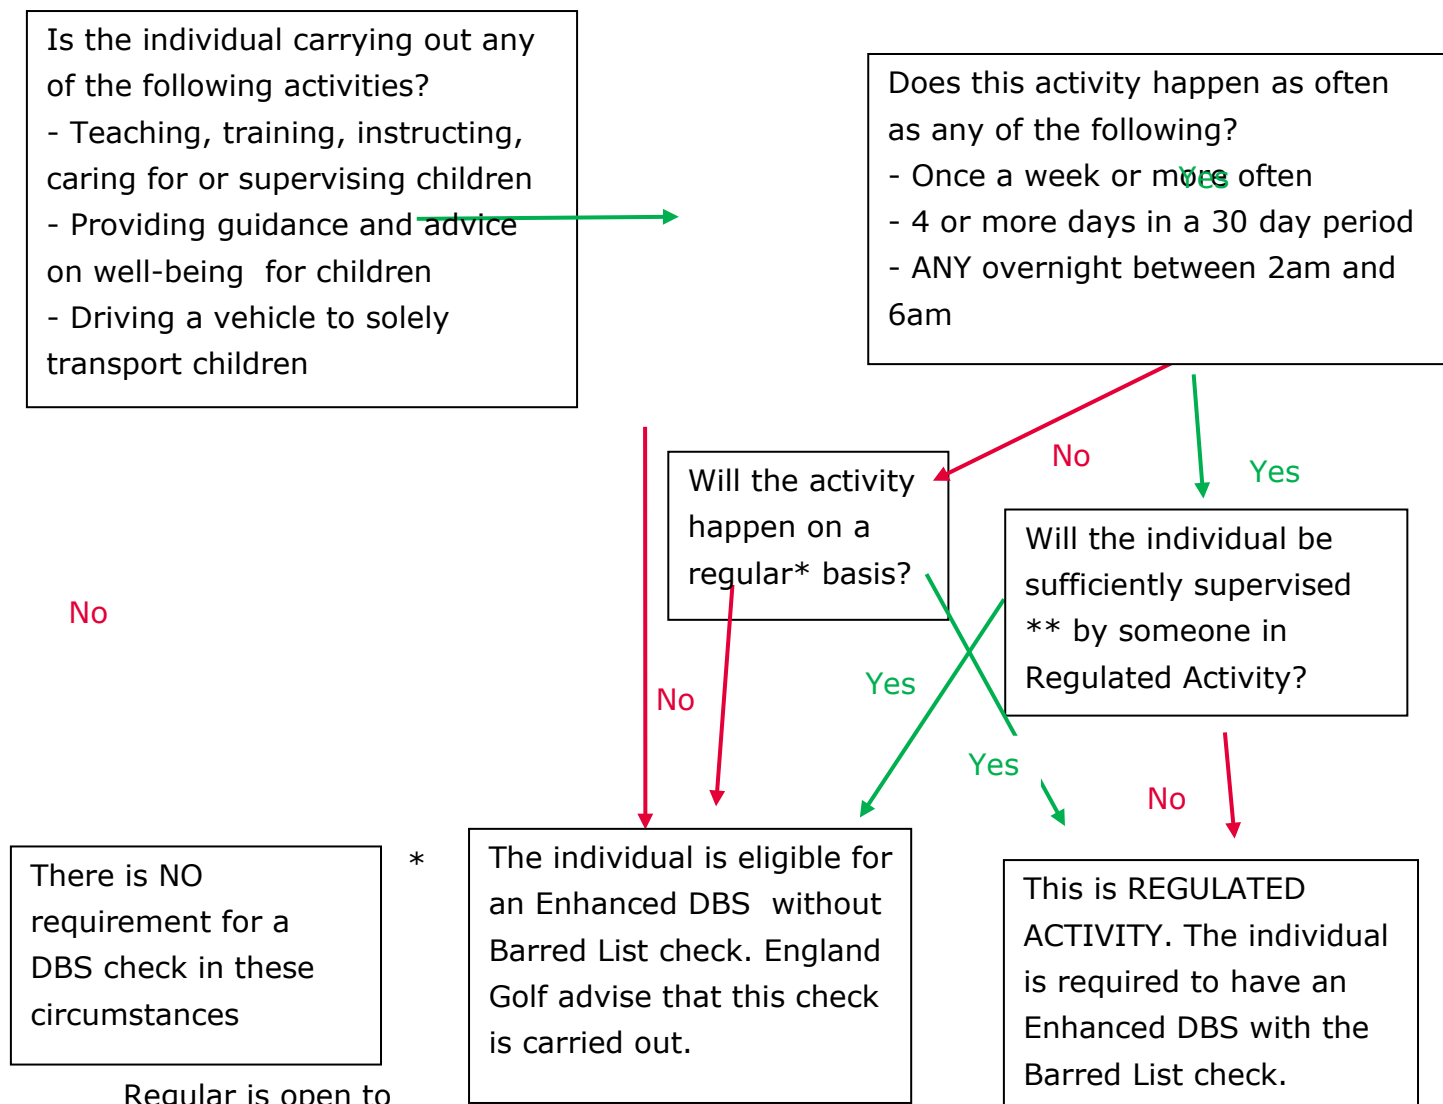 Is the individual carrying out any
of the following activities?
- Teaching, training, instructing,
caring for or supervising children
- Providing guidance and advice
on well-being  for children
- Driving a vehicle to solely
transport children
Does this activity happen as often
as any of the following?
- Once a week or more often
- 4 or more days in a 30 day period
- ANY overnight between 2am and
6am
Yes
No
Yes
Will the activity
happen on a
regular* basis?
Will the individual be
sufficiently supervised
** by someone in
Regulated Activity?
No
No
Yes
Yes
No
There is NO
requirement for a
DBS check in these
circumstances
*
The individual is eligible for
an Enhanced DBS  without
Barred List check. England
Golf advise that this check
is carried out.
This is REGULATED
ACTIVITY. The individual
is required to have an
Enhanced DBS with the
Barred List check.
Regular is open to